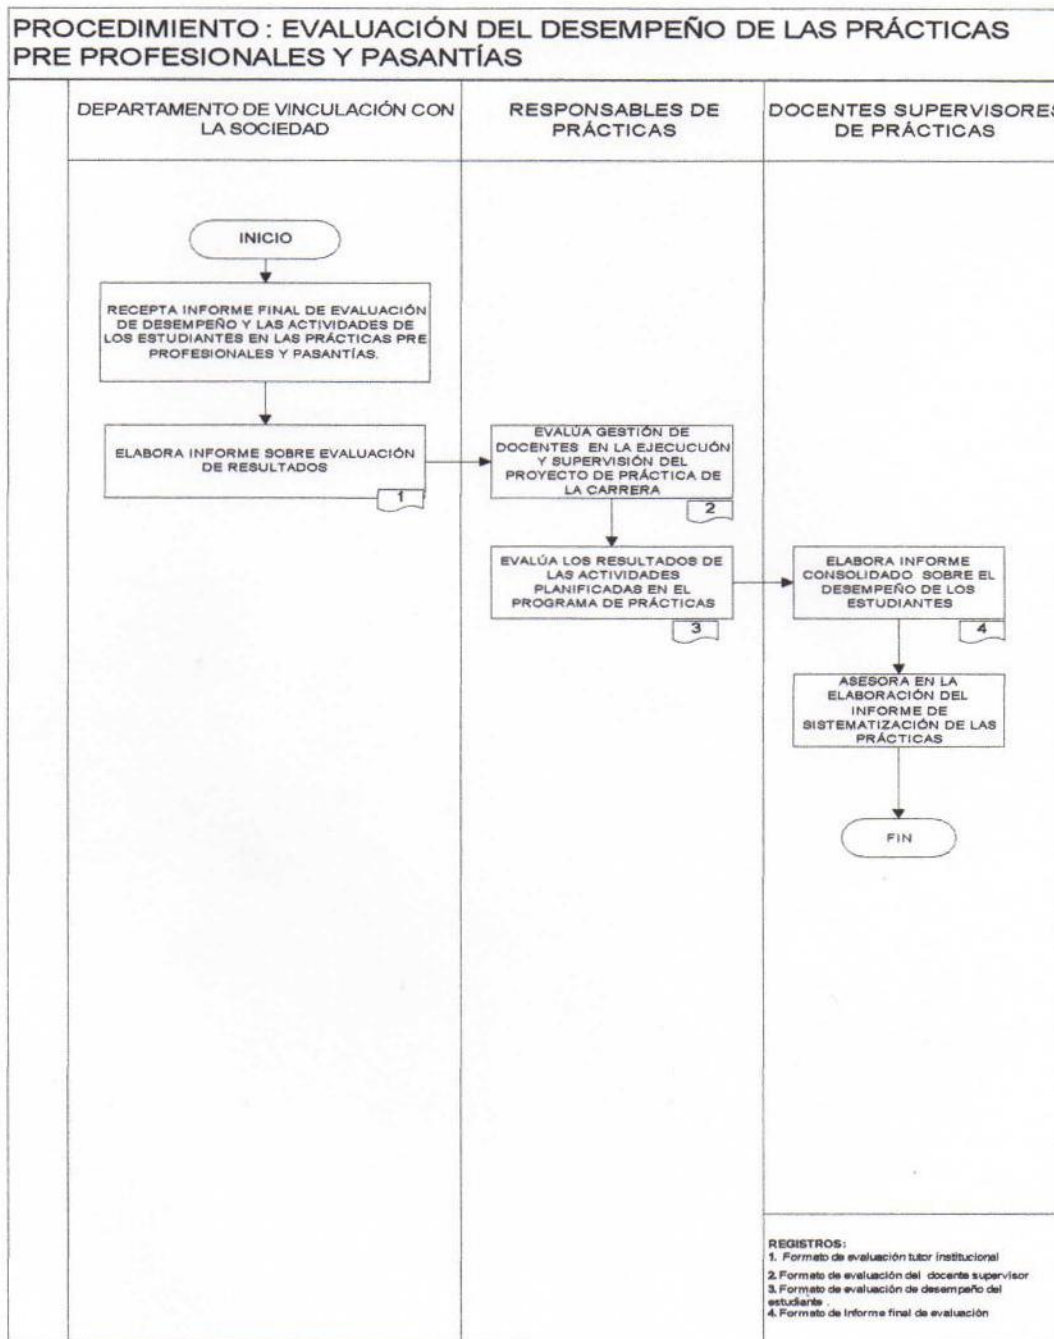 PROCEDIMIENTO : EVALUACIÓN DEL DESEMPEÑO DE LAS PRÁCTICAS
PRE PROFESIONALES Y PASANTÍAS
DEPARTAMENTO DE VINCULACIÓN CON
LA SOCIEDAD
RESPONSABLES DE
PRÁCTICAS
DOCENTES SUPERVISORES
DE PRÁCTICAS
INICIO
RECEPTA INFORME FINAL DE EVALUACIÓN
DE DESEMPEÑO Y LAS ACTIVIDADES DE
LOS ESTUDIANTES EN LAS PRÁCTICAS PRE
PROFESIONALES Y PASANTÍAS.
ELABORA INFORME SOBRE EVALUACIÓN
DE RESULTADOS
1
EVALÚA GESTIÓN DE
DOCENTES EN LA EJECUCUÓN
Y SUPERVISIÓN DEL
PROYECTO DE PRÁCTICA DE
LA CARRERA
2
EVALÚA LOS RESULTADOS DE
LAS ACTIVIDADES
PLANIFICADAS EN EL
PROGRAMA DE PRÁCTICAS
3
ELABORA INFORME
CONSOLIDADO SOBRE EL
DESEMPEÑO DE LOS
ESTUDIANTES
4
ASESORA EN LA
ELABORACIÓN DEL
INFORME DE
SISTEMATIZACIÓN DE LAS
PRÁCTICAS
FIN
REGISTROS:
1. Formato de evaluación tutor institucional
2. Formato de evaluación del docente supervisor
3. Formato de evaluación de desempeño del
estudiante .
4. Formato de Informe final de evaluación